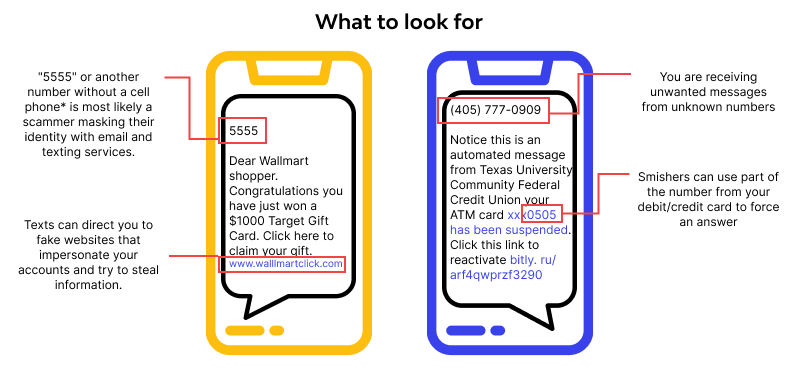 What to look for
"5555" or another
number without a cell
phone* is most likely a
scammer masking their
identity with email and
texting services.
Texts can direct you to
fake websites that
impersonate your
accounts and try to steal
information.
5555
Dear Wallmart
shopper.
Congratulations you
have just won a
$1000 Target Gift
Card. Click here to
claim your gift.
www.walllmartclick.com
(405) 777-0909
Notice this is an
automated message
from Texas University
Community Federal
Credit Union your
ATM card xxx0505
has been suspended.
Click this link to
reactivate bitly. ru/
arf4qwprzf3290
You are receiving
unwanted messages
from unknown numbers
Smishers can use part of
the number from your
debit/credit card to force
an answer